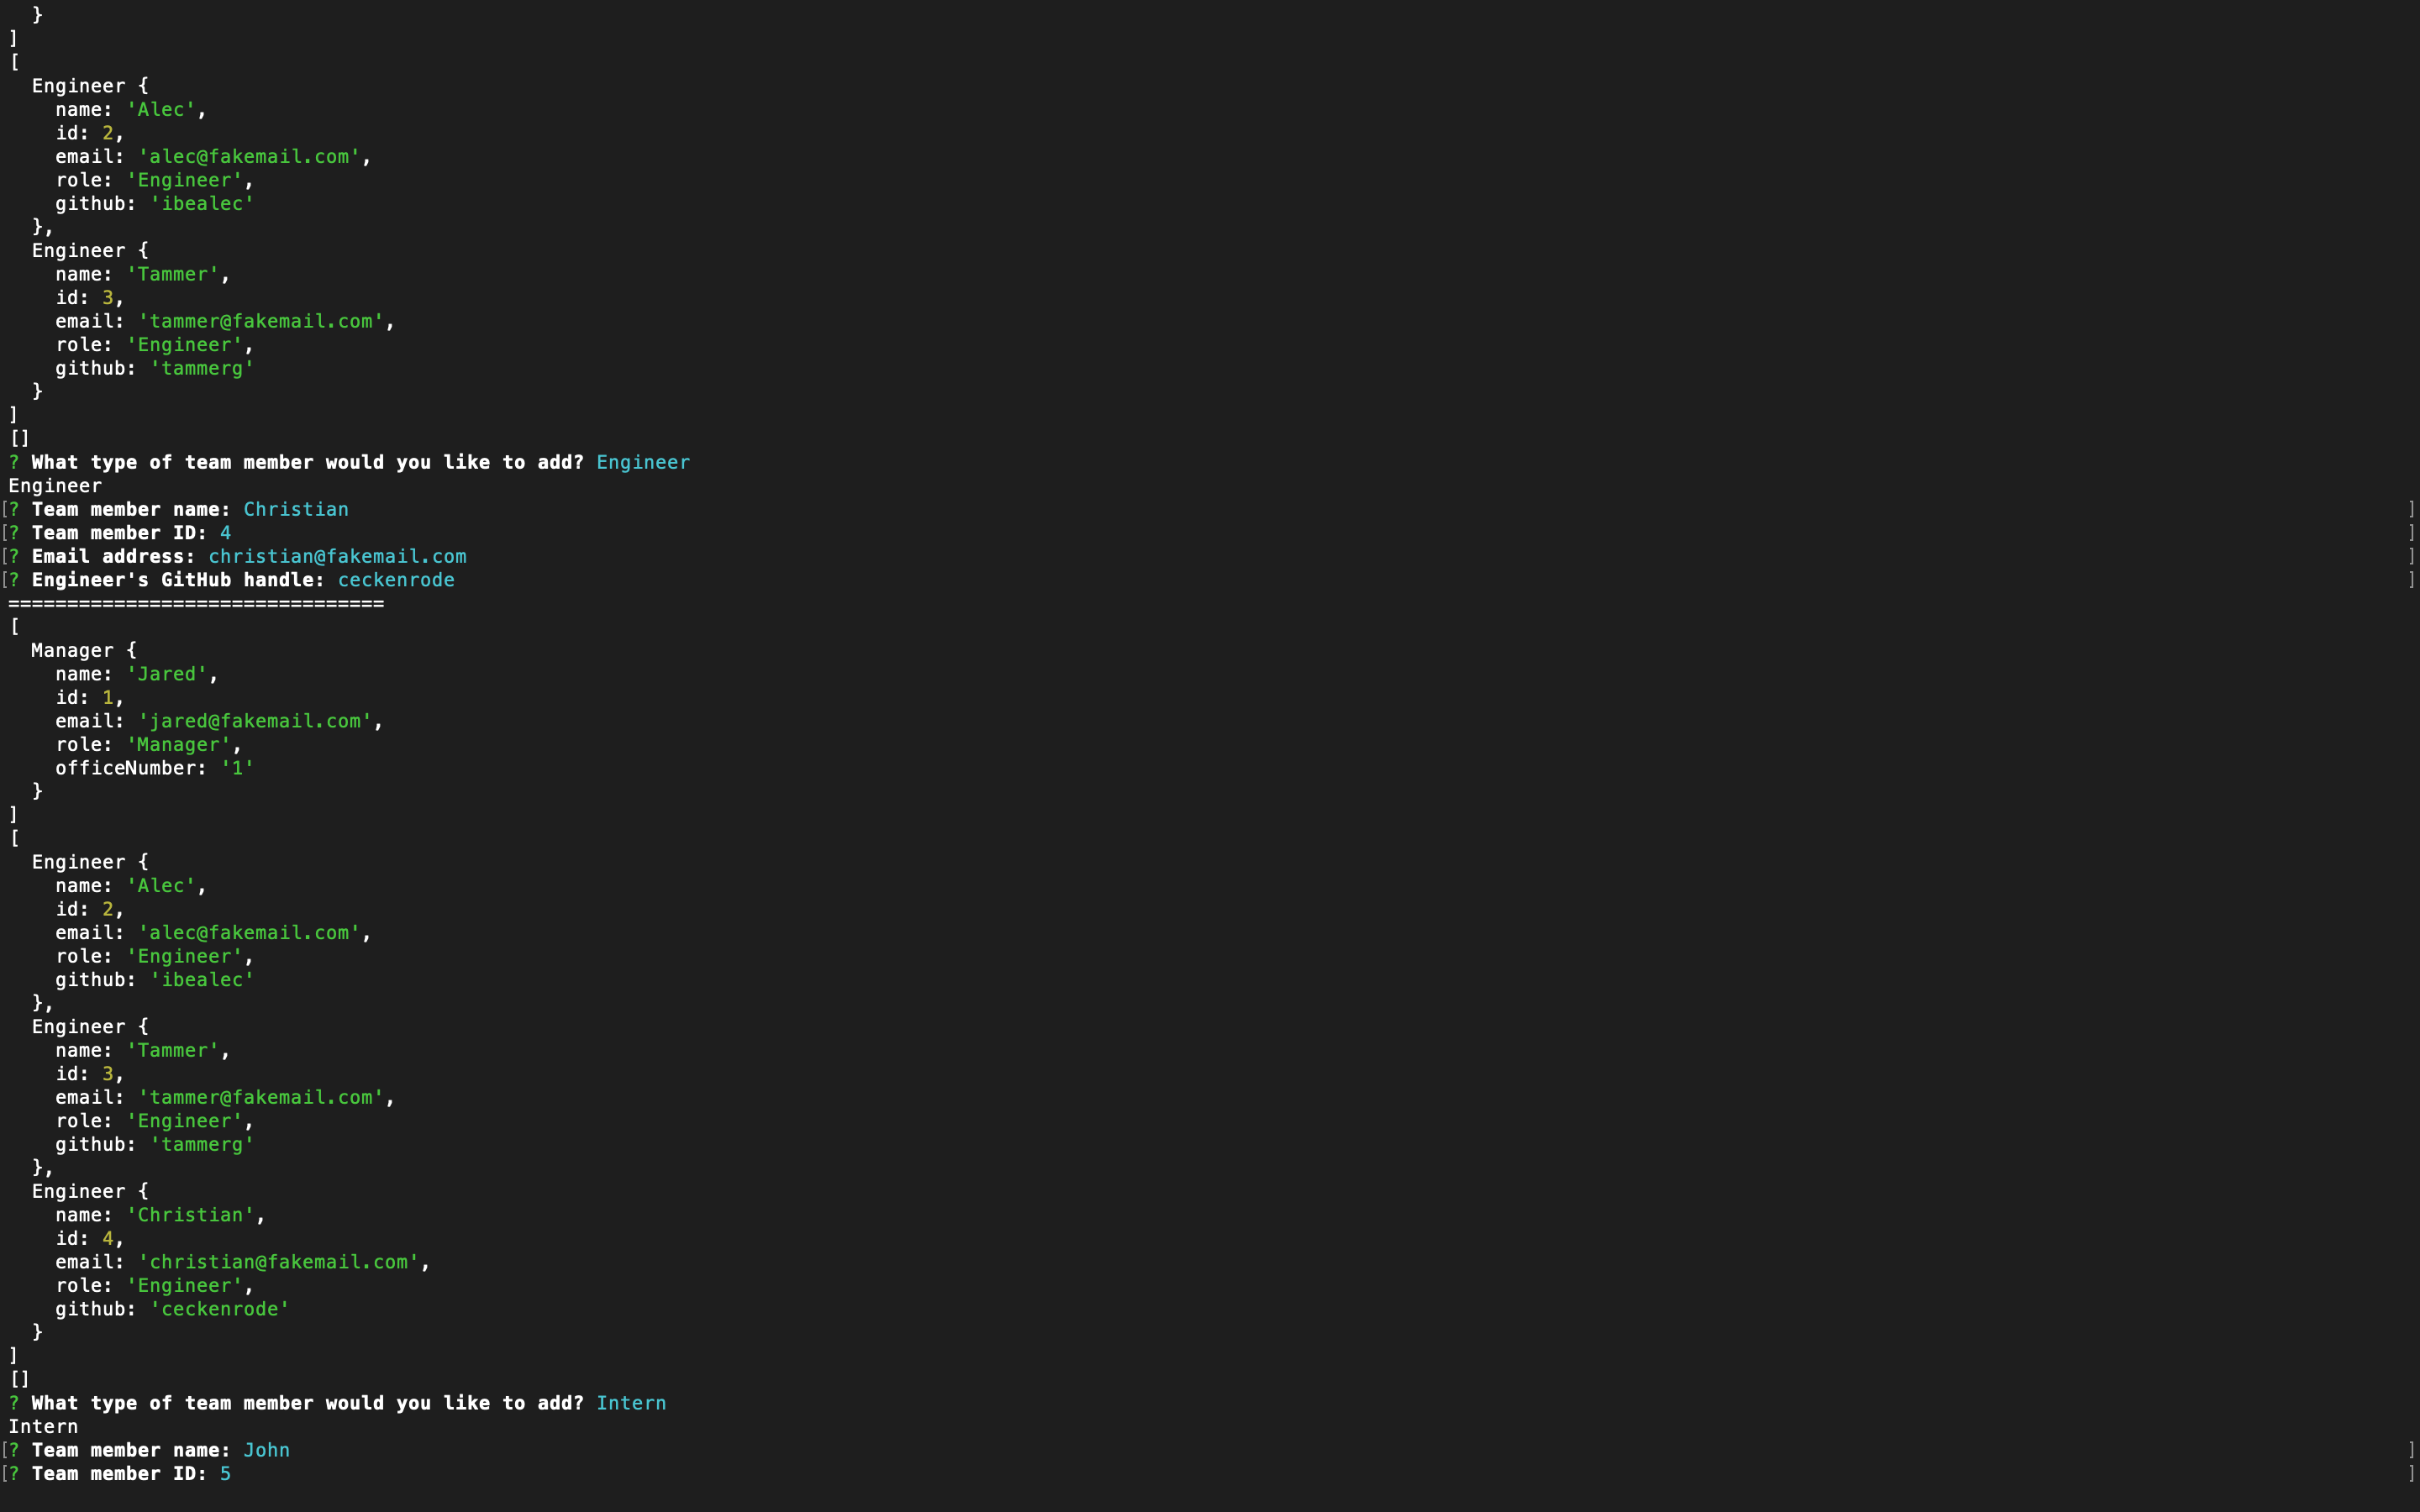 }
]
[
  Engineer {
    name: 'Alec',
    id: 2,
    email: 'alec@fakemail.com',
    role: 'Engineer',
    github: 'ibealec'
  },
  Engineer {
    name: 'Tammer',
    id: 3,
    email: 'tammer@fakemail.com',
    role: 'Engineer',
    github: 'tammerg'
  }
]
[]
? What type of team member would you like to add? Engineer
Engineer
[? Team member name: Christian ]
[? Team member ID: 4 ]
[? Email address: christian@fakemail.com ]
[? Engineer's GitHub handle: ceckenrode ]
================================
[
  Manager {
    name: 'Jared',
    id: 1,
    email: 'jared@fakemail.com',
    role: 'Manager',
    officeNumber: '1'
  }
]
[
  Engineer {
    name: 'Alec',
    id: 2,
    email: 'alec@fakemail.com',
    role: 'Engineer',
    github: 'ibealec'
  },
  Engineer {
    name: 'Tammer',
    id: 3,
    email: 'tammer@fakemail.com',
    role: 'Engineer',
    github: 'tammerg'
  },
  Engineer {
    name: 'Christian',
    id: 4,
    email: 'christian@fakemail.com',
    role: 'Engineer',
    github: 'ceckenrode'
  }
]
[]
? What type of team member would you like to add? Intern
Intern
[? Team member name: John ]
[? Team member ID: 5 ]